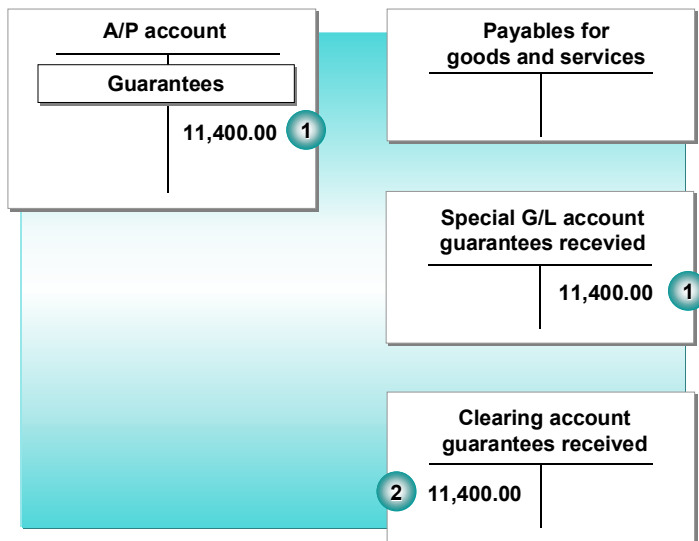 A/P account
Guarantees
11,400.00 1
Payables for
goods and services
Special G/L account
guarantees recevied
11,400.00 1
Clearing account
guarantees received
2 11,400.00